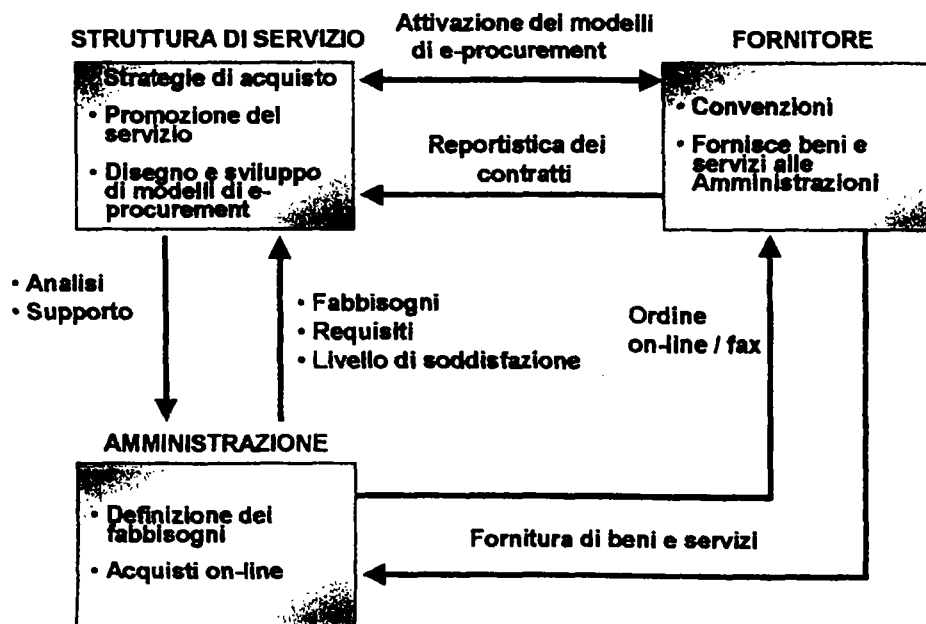 STRUTTURA DI SERVIZIO
• Strategie di acquisto
• Promozione del
servizio
• Disegno e sviluppo
di modelli di e-
procurement
Attivazione dei modelli
di e-procurement
Reportistica dei
contratti
FORNITORE
• Convenzioni
• Fornisce beni e
servizi alle
Amministrazioni
• Analisi
• Supporto
• Fabbisogni
• Requisiti
• Livello di soddisfazione
Ordine
on-line / fax
AMMINISTRAZIONE
• Definizione dei
fabbisogni
• Acquisti on-line
Fornitura di beni e servizi